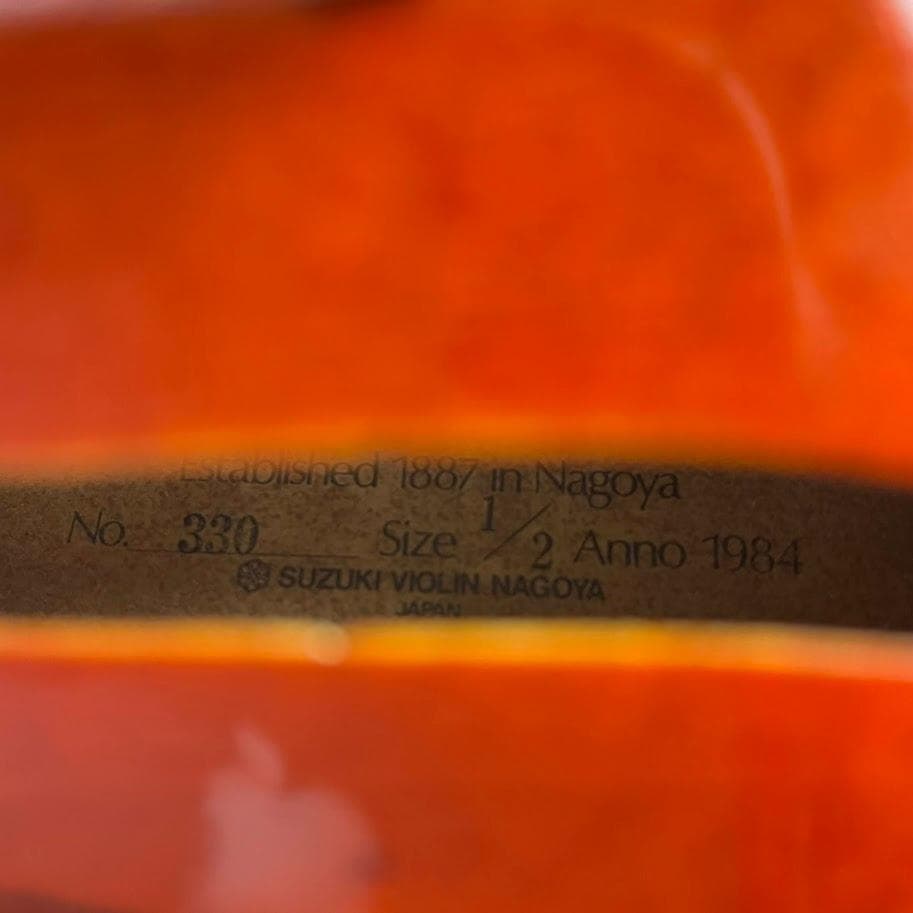 Established 1887 in Nagoya
No. 330 Size 1/2 Anno 1984
SUZUKI VIOLIN NAGOYA
JAPAN